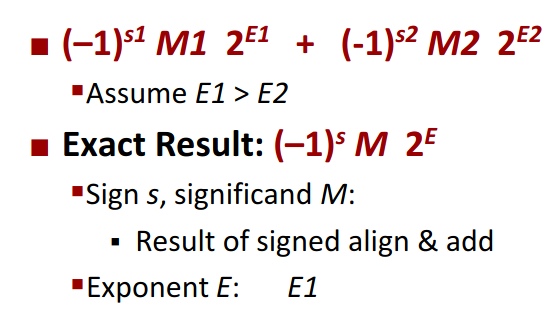 ■ (–1)^s1 M1 2^E1 + (-1)^s2 M2 2^E2
▪Assume E1 > E2
■ Exact Result: (–1)^s M 2^E
▪Sign s, significand M:
▪ Result of signed align & add
▪Exponent E: E1